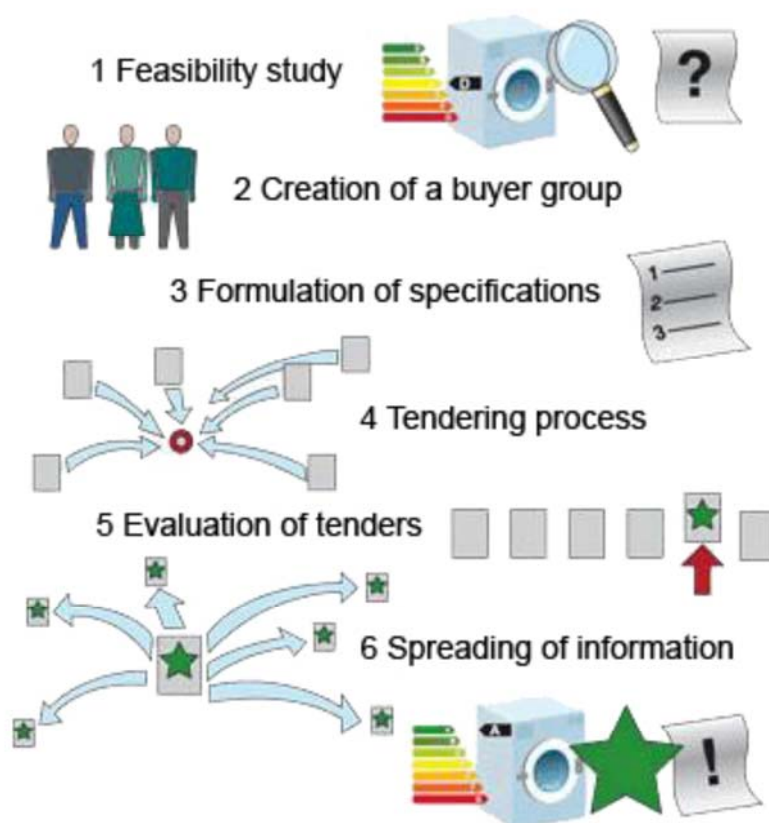 1 Feasibility study
D
?
2 Creation of a buyer group
3 Formulation of specifications
1
2
3
4 Tendering process
5 Evaluation of tenders
6 Spreading of information
A
!